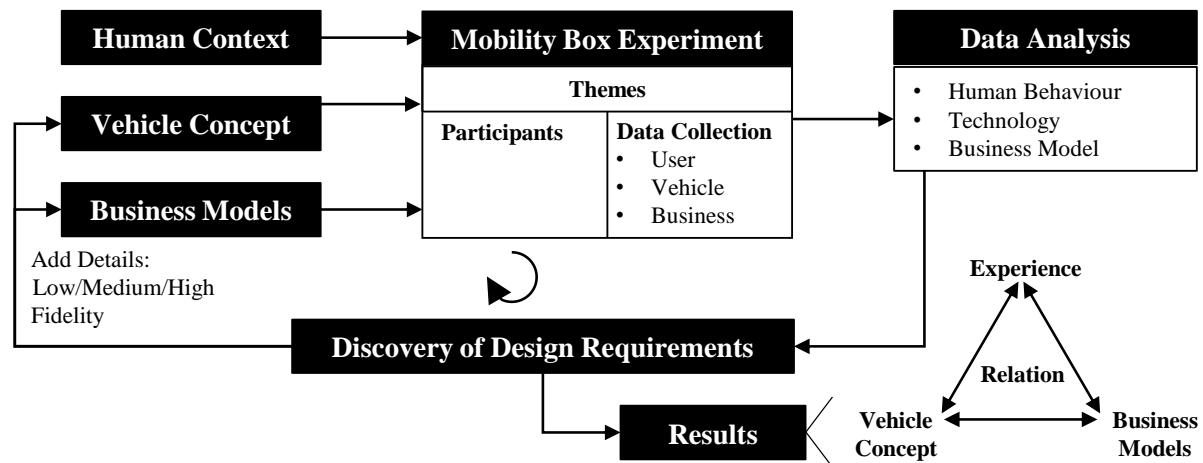 Human Context
Vehicle Concept
Business Models
Add Details:
Low/Medium/High
Fidelity
Mobility Box Experiment
Themes
Participants
Data Collection
• User
• Vehicle
• Business
Data Analysis
• Human Behaviour
• Technology
• Business Model
Discovery of Design Requirements
Results
Experience
Relation
Vehicle
Concept
Business
Models